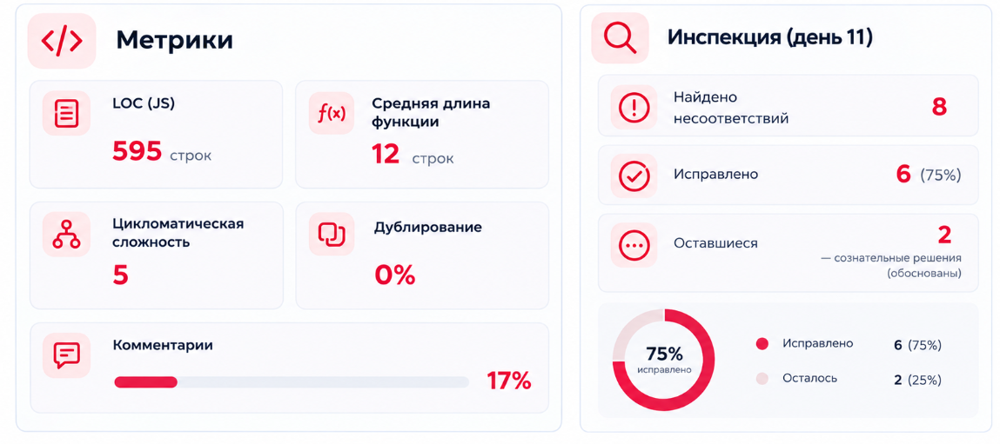 </>
Метрики
LOC (JS)
595 строк
f(x)
Средняя длина
функции
12 строк
Цикломатическая
сложность
5
Дублирование
0%
Комментарии
17%
Инспекция (день 11)
Найдено
несоответствий
8
Исправлено
6 (75%)
Оставшиеся
2
— сознательные решения
(обоснованы)
75%
исправлено
Исправлено 6 (75%)
Осталось 2 (25%)